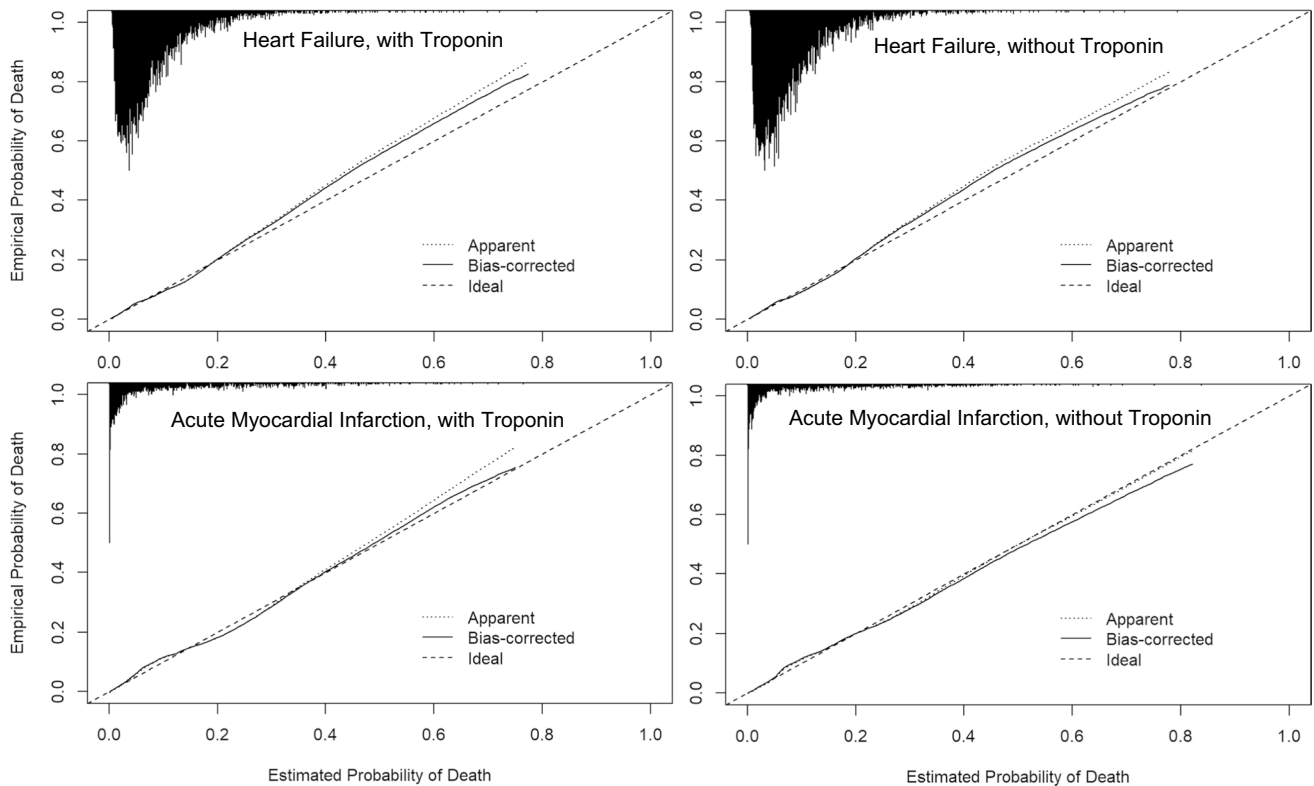 Heart Failure, with Troponin
Empirical Probability of Death
1.0
0.8
0.6
0.4
0.2
0.0
Apparent
Bias-corrected
Ideal
0.0 0.2 0.4 0.6 0.8 1.0
Heart Failure, without Troponin
1.0
0.8
0.6
0.4
0.2
0.0
Apparent
Bias-corrected
Ideal
0.0 0.2 0.4 0.6 0.8 1.0
Acute Myocardial Infarction, with Troponin
Empirical Probability of Death
1.0
0.8
0.6
0.4
0.2
0.0
Apparent
Bias-corrected
Ideal
0.0 0.2 0.4 0.6 0.8 1.0
Estimated Probability of Death
Acute Myocardial Infarction, without Troponin
1.0
0.8
0.6
0.4
0.2
0.0
Apparent
Bias-corrected
Ideal
0.0 0.2 0.4 0.6 0.8 1.0
Estimated Probability of Death